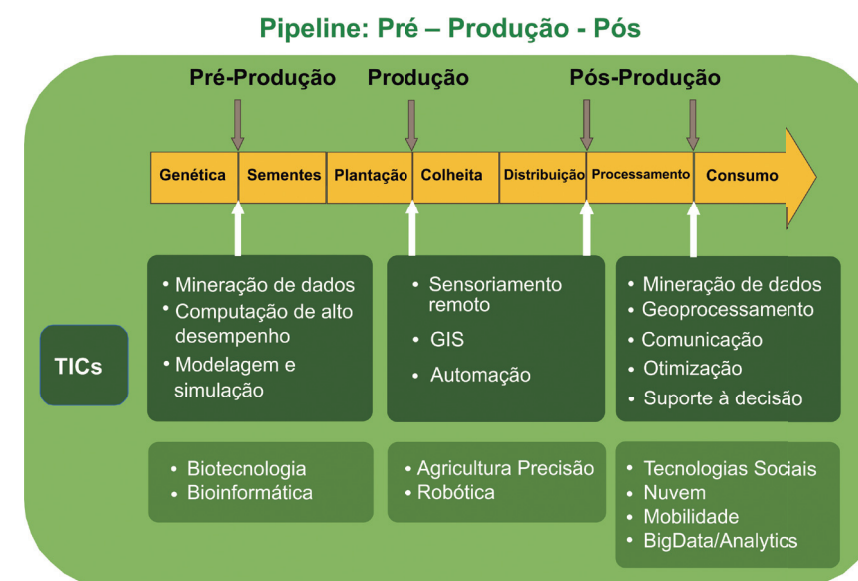 Pipeline: Pré – Produção - Pós
Pré-Produção
Produção
Pós-Produção
Genética
Sementes
Plantação
Colheita
Distribuição
Processamento
Consumo
TICs
• Mineração de dados
• Computação de alto
desempenho
• Modelagem e
simulação
• Sensoriamento
remoto
• GIS
• Automação
• Mineração de dados
• Geoprocessamento
• Comunicação
• Otimização
• Suporte à decisão
• Biotecnologia
• Bioinformática
• Agricultura Precisão
• Robótica
• Tecnologias Sociais
• Nuvem
• Mobilidade
• BigData/Analytics